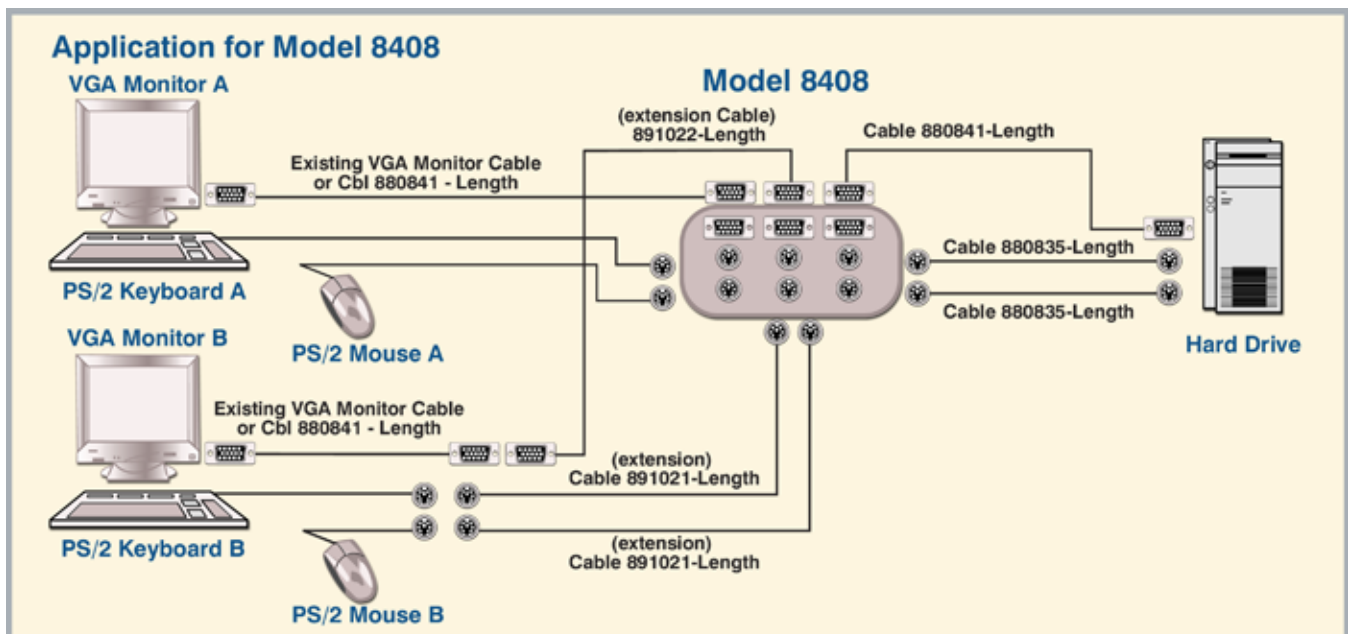 Application for Model 8408
VGA Monitor A
Model 8408
(extension Cable)
891022-Length
Cable 880841-Length
Existing VGA Monitor Cable
or Cbl 880841 - Length
Cable 880835-Length
PS/2 Keyboard A
Cable 880835-Length
VGA Monitor B
PS/2 Mouse A
Hard Drive
Existing VGA Monitor Cable
or Cbl 880841 - Length
(extension)
Cable 891021-Length
PS/2 Keyboard B
(extension)
Cable 891021-Length
PS/2 Mouse B